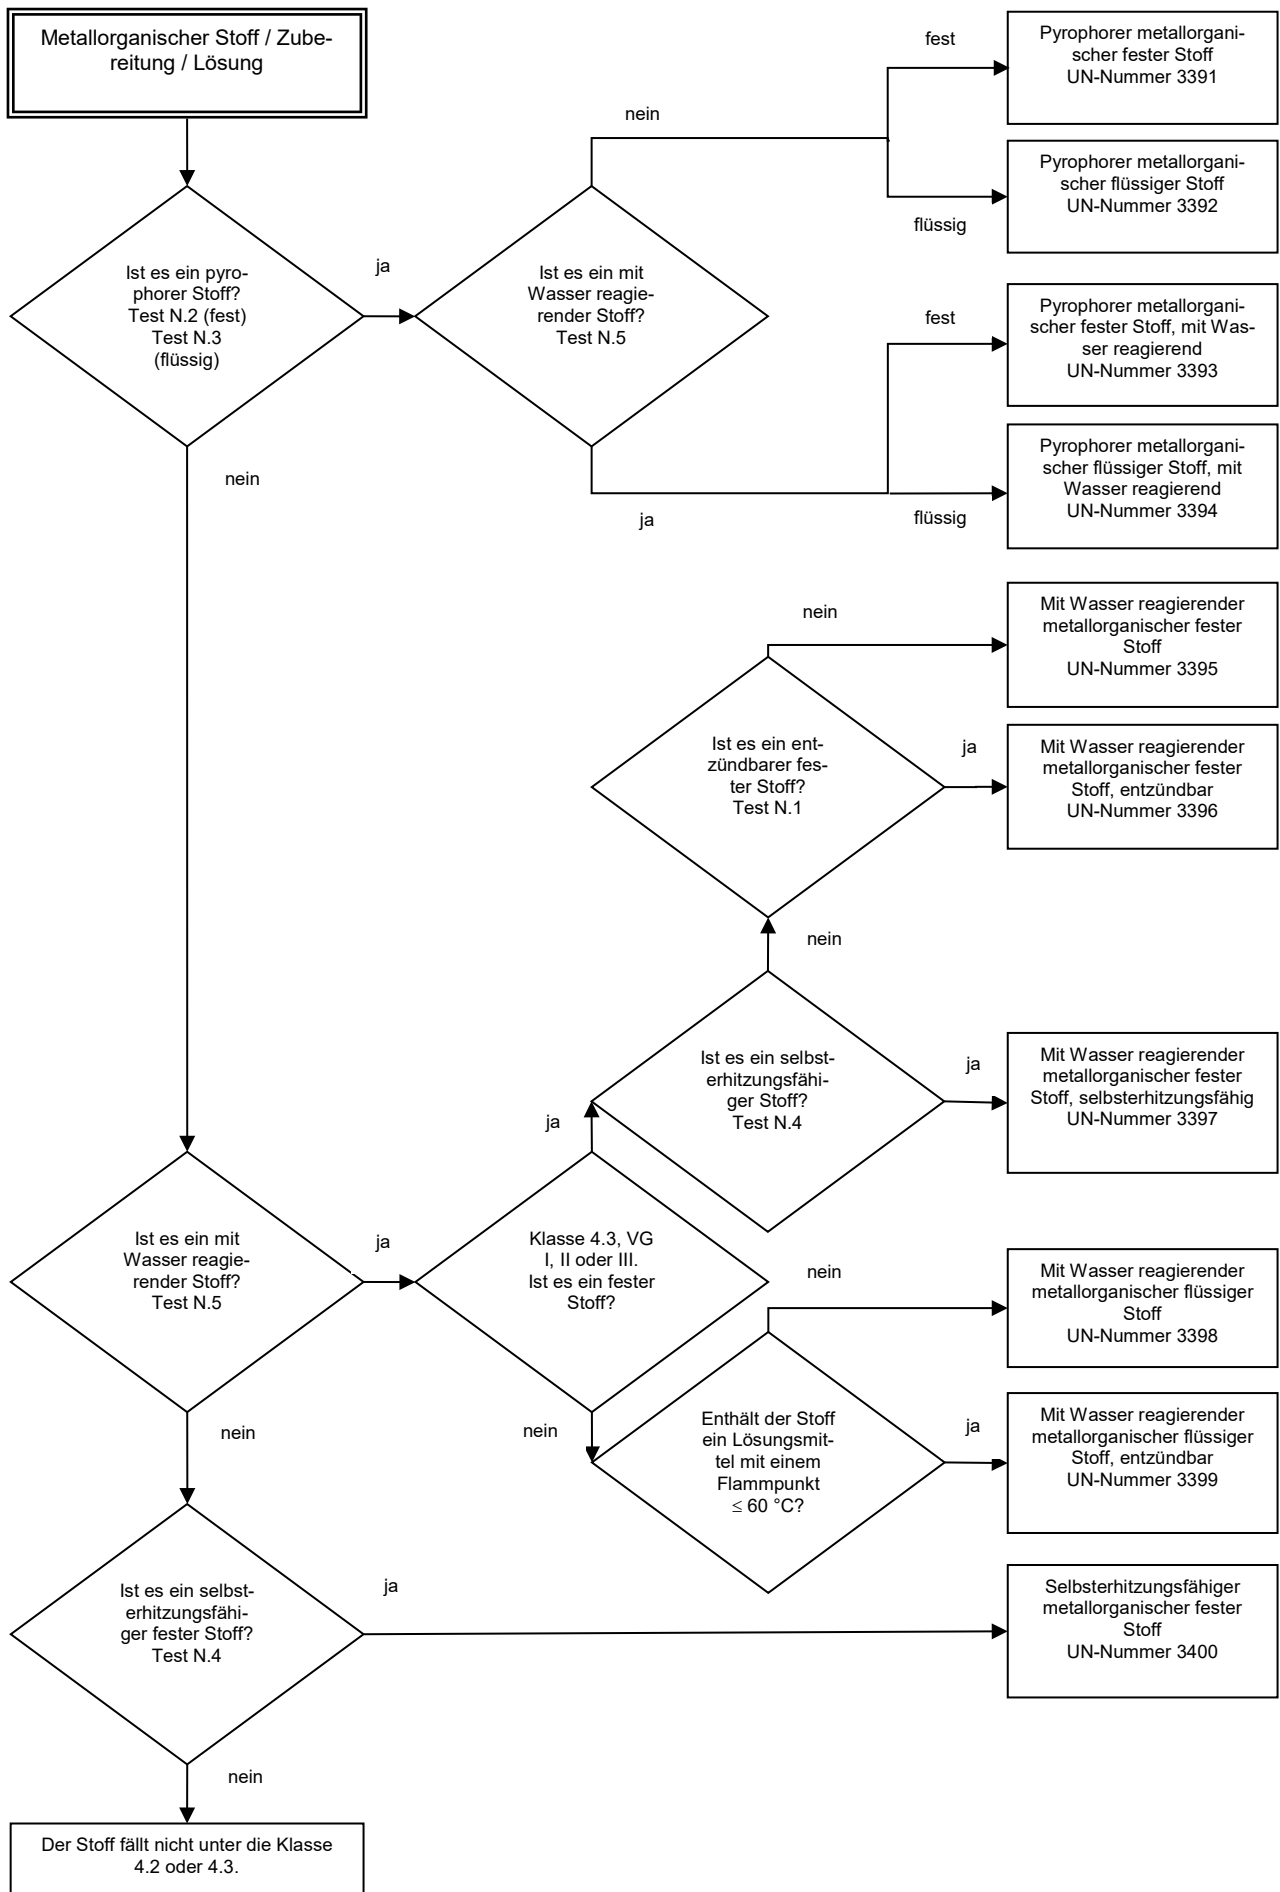 Metallorganischer Stoff / Zube-
reitung / Lösung
fest
Pyrophorer metallorgani-
scher fester Stoff
UN-Nummer 3391
nein
Pyrophorer metallorgani-
scher flüssiger Stoff
UN-Nummer 3392
flüssig
Ist es ein pyro-
phorer Stoff?
Test N.2 (fest)
Test N.3
(flüssig)
ja
Ist es ein mit
Wasser reagie-
render Stoff?
Test N.5
fest
Pyrophorer metallorgani-
scher fester Stoff, mit Was-
ser reagierend
UN-Nummer 3393
nein
ja
flüssig
Pyrophorer metallorgani-
scher flüssiger Stoff, mit
Wasser reagierend
UN-Nummer 3394
nein
Mit Wasser reagierender
metallorganischer fester
Stoff
UN-Nummer 3395
Ist es ein ent-
zündbarer fes-
ter Stoff?
Test N.1
ja
Mit Wasser reagierender
metallorganischer fester
Stoff, entzündbar
UN-Nummer 3396
nein
Ist es ein selbst-
erhitzungsfähi-
ger Stoff?
Test N.4
ja
Mit Wasser reagierender
metallorganischer fester
Stoff, selbsterhitzungsfähig
UN-Nummer 3397
ja
Ist es ein mit
Wasser reagie-
render Stoff?
Test N.5
ja
Klasse 4.3, VG
I, II oder III.
Ist es ein fester
Stoff?
nein
Mit Wasser reagierender
metallorganischer flüssiger
Stoff
UN-Nummer 3398
nein
nein
Enthält der Stoff
ein Lösungsmit-
tel mit einem
Flammpunkt
≤ 60 °C?
ja
Mit Wasser reagierender
metallorganischer flüssiger
Stoff, entzündbar
UN-Nummer 3399
Ist es ein selbst-
erhitzungsfähi-
ger fester Stoff?
Test N.4
ja
Selbsterhitzungsfähiger
metallorganischer fester
Stoff
UN-Nummer 3400
nein
Der Stoff fällt nicht unter die Klasse
4.2 oder 4.3.